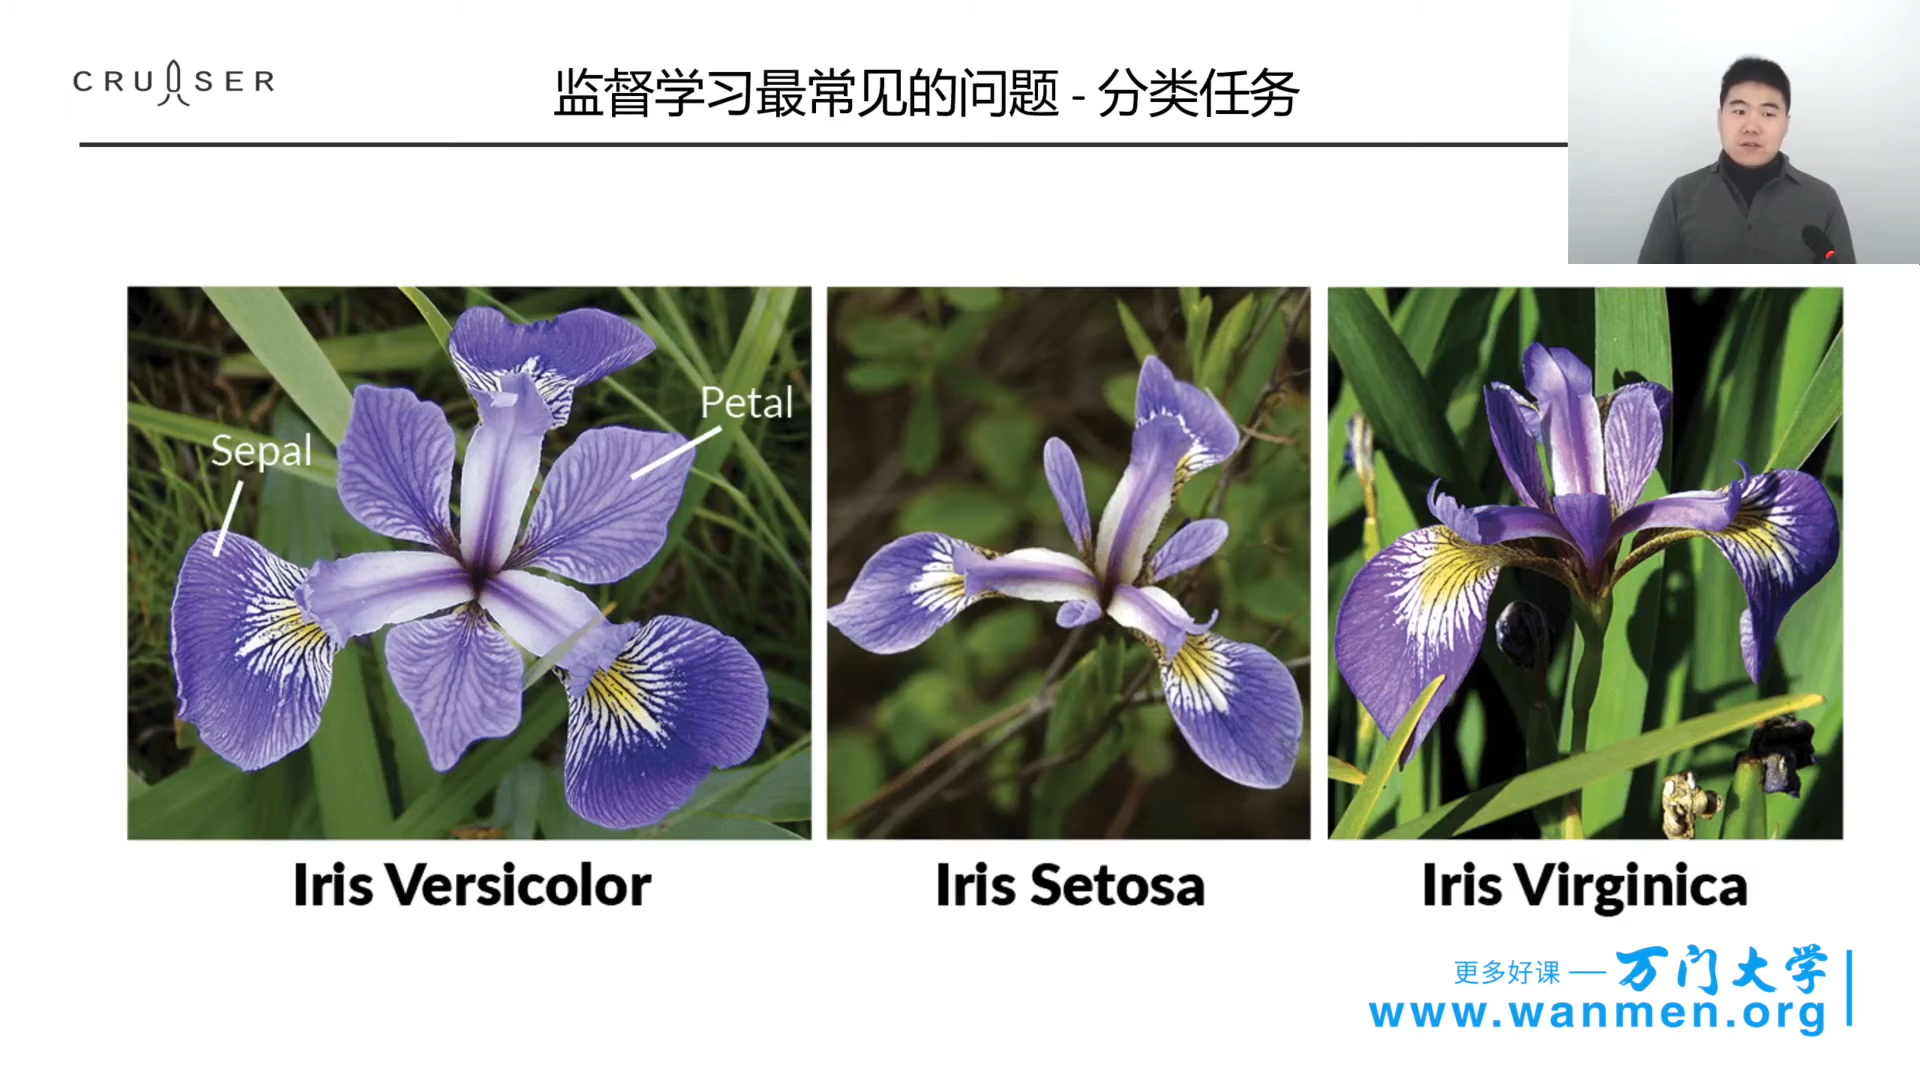 CRUISER
监督学习最常见的问题 - 分类任务
Sepal
Petal
Iris Versicolor
Iris Setosa
Iris Virginica
更多好课 — 万门大学
www.wanmen.org